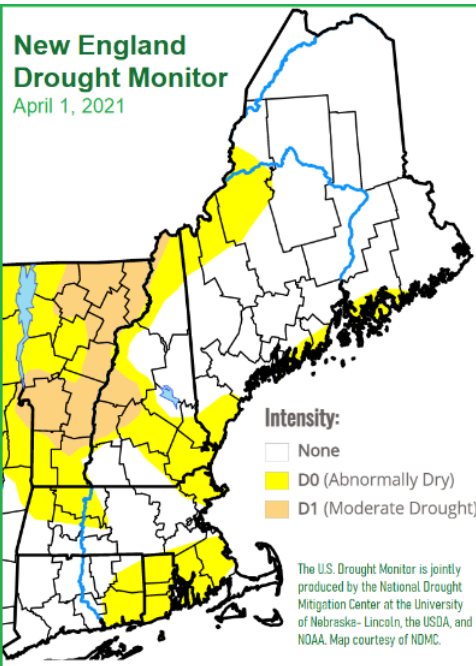 New England
Drought Monitor
April 1, 2021
Intensity:
None
D0 (Abnormally Dry)
D1 (Moderate Drought)
The U.S. Drought Monitor is jointly
produced by the National Drought
Mitigation Center at the University
of Nebraska- Lincoln, the USDA, and
NOAA. Map courtesy of NDMC.